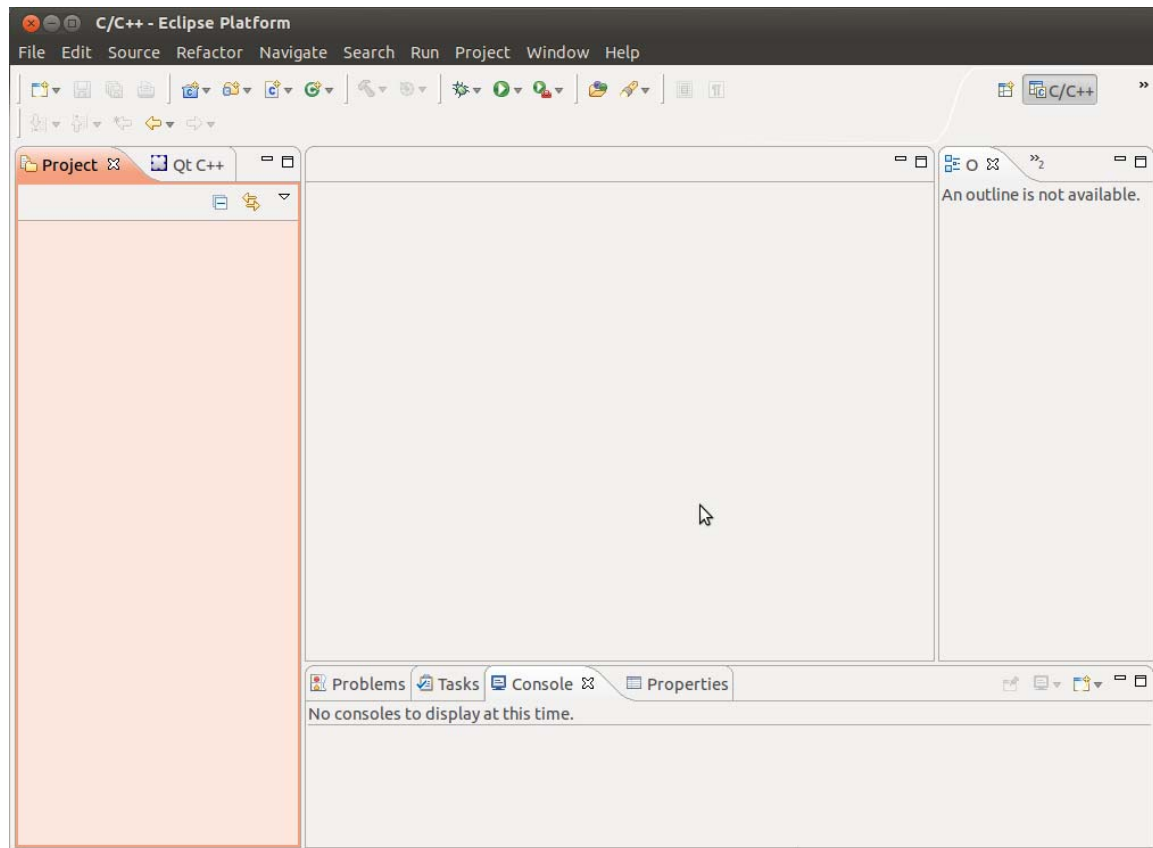 C/C++ - Eclipse Platform
File Edit Source Refactor Navigate Search Run Project Window Help
C/C++ »
Project Qt C++
O »2
An outline is not available.
Problems Tasks Console Properties
No consoles to display at this time.